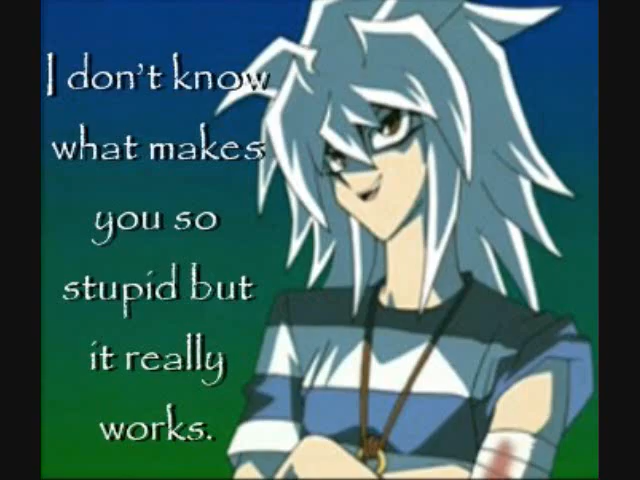 I don't know
what makes
you so
stupid but
it really
works.